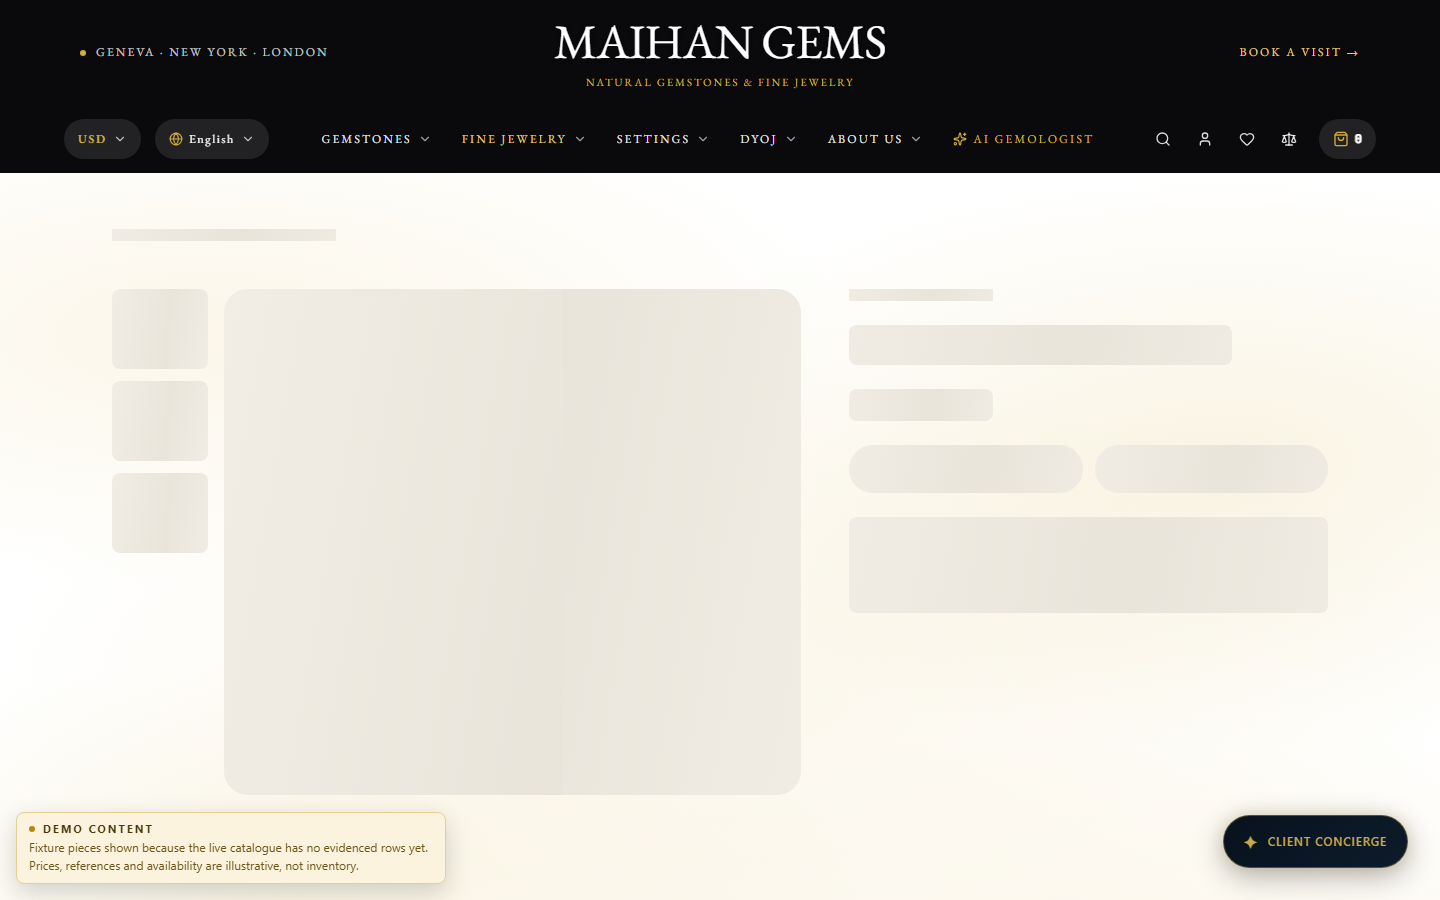 GENEVA · NEW YORK · LONDON
MAIHAN GEMS
NATURAL GEMSTONES & FINE JEWELRY
BOOK A VISIT →
USD
English
GEMSTONES
FINE JEWELRY
SETTINGS
DYOJ
ABOUT US
AI GEMOLOGIST
0
DEMO CONTENT
Fixture pieces shown because the live catalogue has no evidenced rows yet.
Prices, references and availability are illustrative, not inventory.
CLIENT CONCIERGE